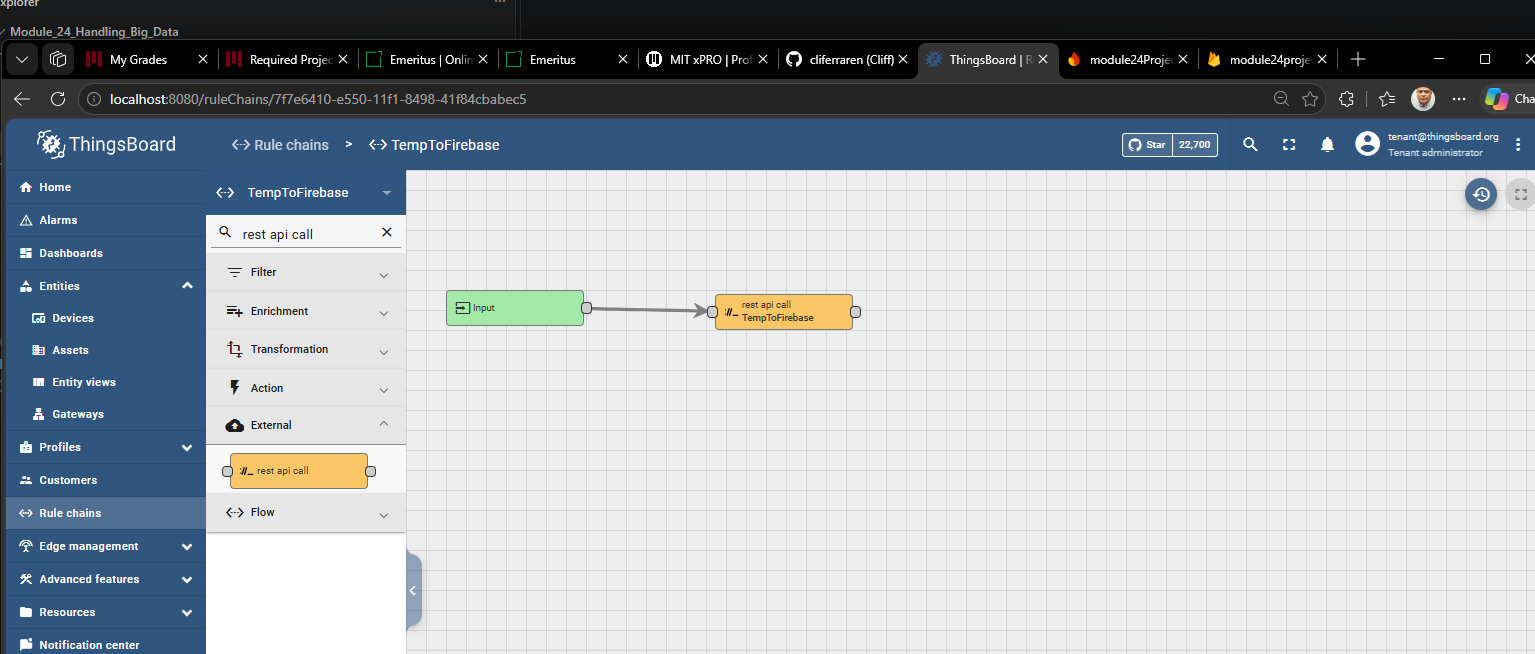 xplorer
...
Module_24_Handling_Big_Data
My Grades
Required Projec
Emeritus | Onlin
Emeritus
MIT xPRO | Prof
cliferraren (Cliff)
ThingsBoard | R
module24Projec
module24projec
localhost:8080/ruleChains/7f7e6410-e550-11f1-8498-41f84cbabec5
Cha
ThingsBoard
Rule chains > TempToFirebase
Star 22,700
tenant@thingsboard.org
Tenant administrator
Home
Alarms
Dashboards
Entities
Devices
Assets
Entity views
Gateways
Profiles
Customers
Rule chains
Edge management
Advanced features
Resources
Notification center
TempToFirebase
rest api call
Filter
Enrichment
Transformation
Action
External
rest api call
Flow
Input
rest api call
TempToFirebase